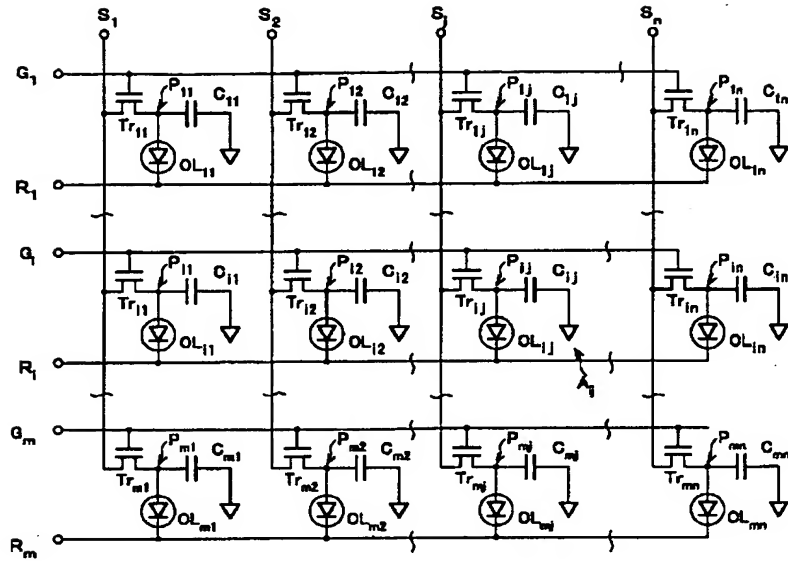 S₁ S₂ Sⱼ Sₙ
G₁ P₁₁ C₁₁ P₁₂ C₁₂ P₁ⱼ C₁ⱼ P₁ₙ C₁ₙ
Tr₁₁ Tr₁₂ Tr₁ⱼ Tr₁ₙ
OL₁₁ OL₁₂ OL₁ⱼ OL₁ₙ
R₁
Gᵢ Pᵢ₁ Cᵢ₁ Pᵢ₂ Cᵢ₂ Pᵢⱼ Cᵢⱼ Pᵢₙ Cᵢₙ
Trᵢ₁ Trᵢ₂ Trᵢⱼ Trᵢₙ
OLᵢ₁ OLᵢ₂ OLᵢⱼ OLᵢₙ
Rᵢ Aᵢⱼ
Gₘ Pₘ₁ Cₘ₁ Pₘ₂ Cₘ₂ Pₘⱼ Cₘⱼ Pₘₙ Cₘₙ
Trₘ₁ Trₘ₂ Trₘⱼ Trₘₙ
OLₘ₁ OLₘ₂ OLₘⱼ OLₘₙ
Rₘ